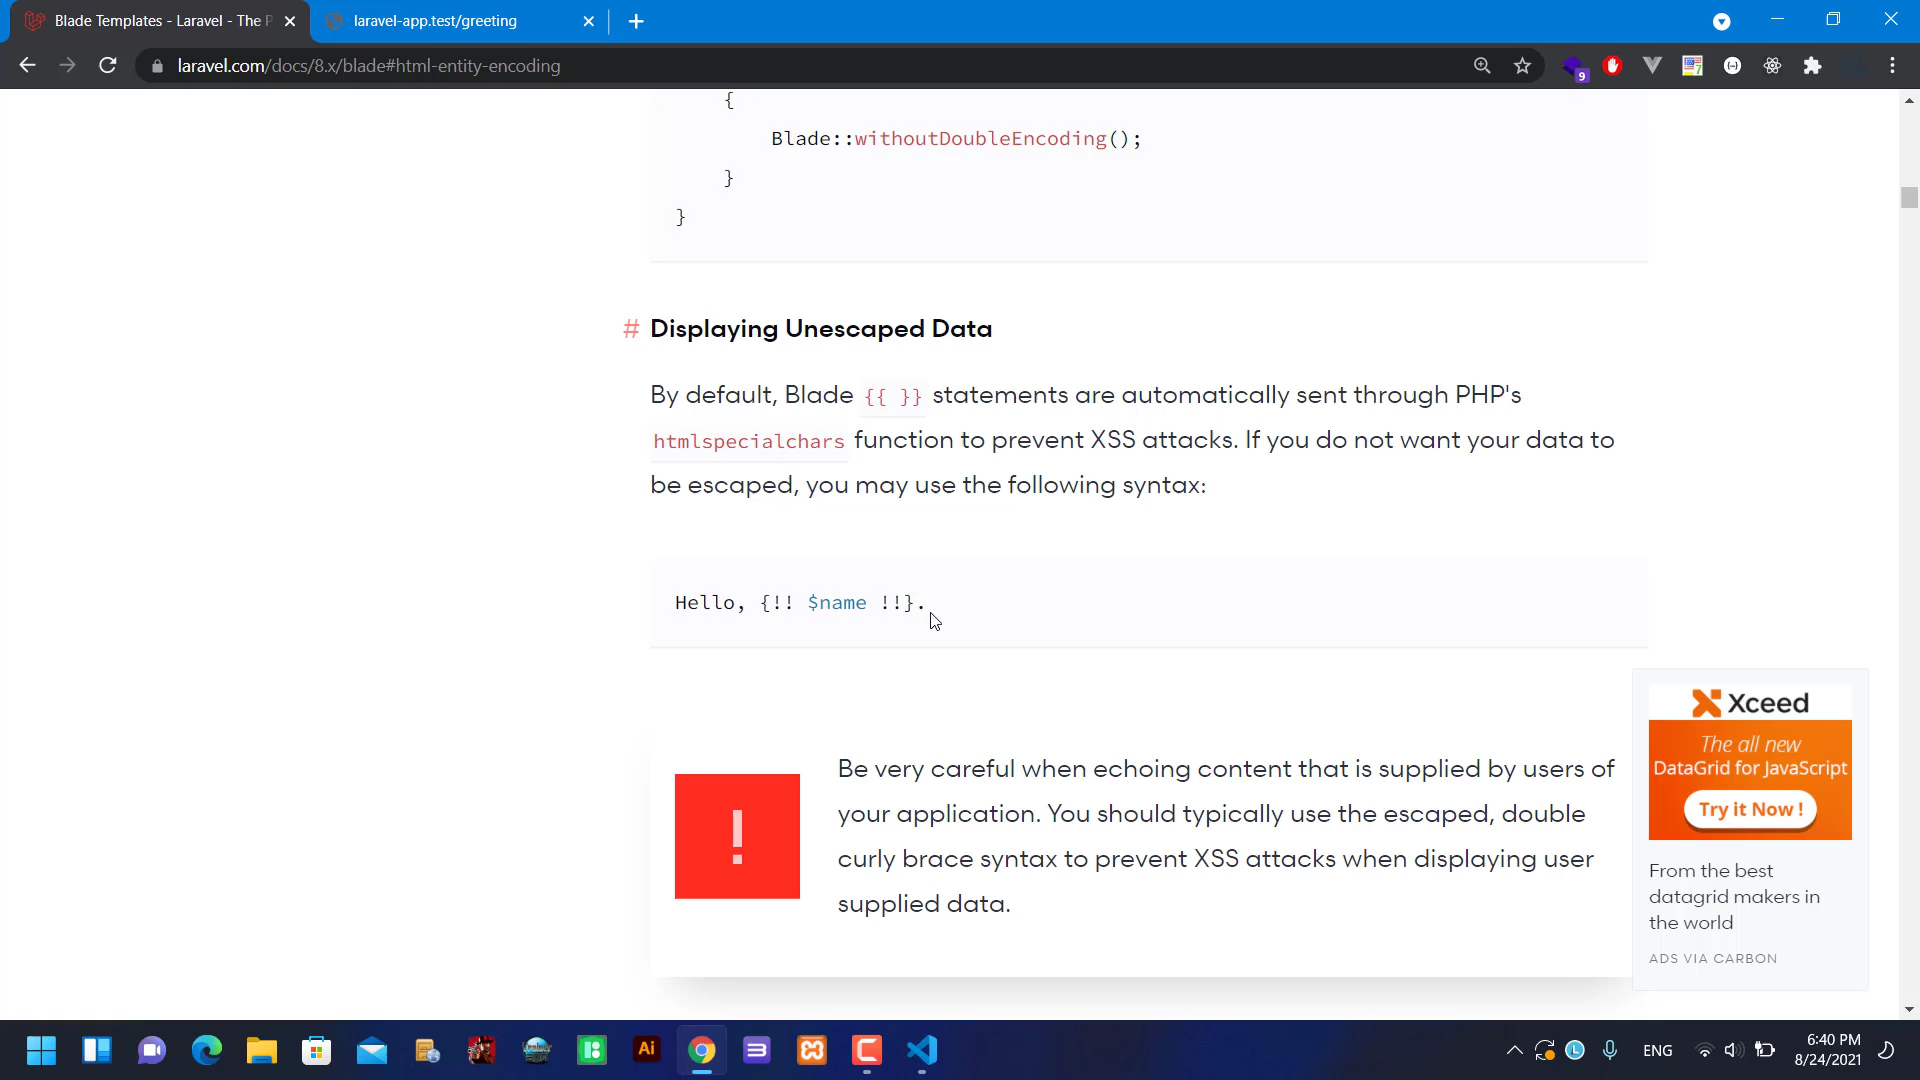 Blade Templates - Laravel - The P
laravel-app.test/greeting
laravel.com/docs/8.x/blade#html-entity-encoding
9
7
{
Blade::withoutDoubleEncoding();
}
}
# Displaying Unescaped Data
By default, Blade {{ }} statements are automatically sent through PHP's
htmlspecialchars function to prevent XSS attacks. If you do not want your data to
be escaped, you may use the following syntax:
Hello, {!! $name !!}.
!
Be very careful when echoing content that is supplied by users of
your application. You should typically use the escaped, double
curly brace syntax to prevent XSS attacks when displaying user
supplied data.
Xceed
The all new
DataGrid for JavaScript
Try it Now !
From the best
datagrid makers in
the world
ADS VIA CARBON
Ai
L
ENG
6:40 PM
8/24/2021